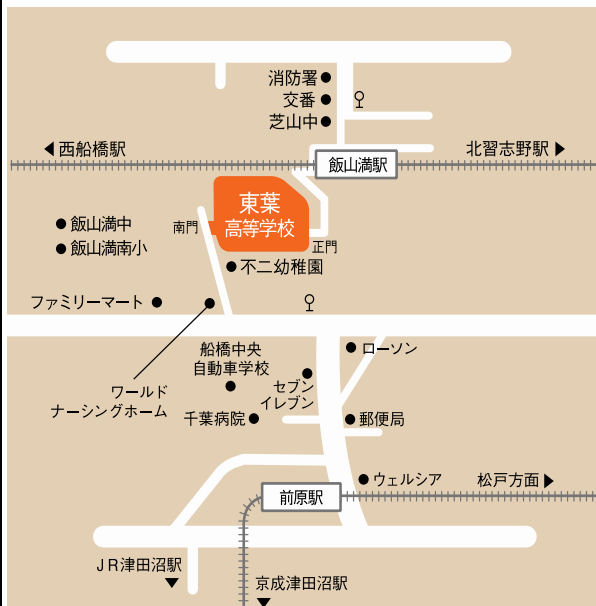 消防署
交番
芝山中
西船橋駅
北習志野駅
飯山満駅
東葉
高等学校
南門
正門
飯山満中
飯山満南小
不二幼稚園
ファミリーマート
船橋中央
自動車学校
ローソン
ワールド
ナーシングホーム
セブン
イレブン
千葉病院
郵便局
ウェルシア
松戸方面
前原駅
JR津田沼駅
京成津田沼駅